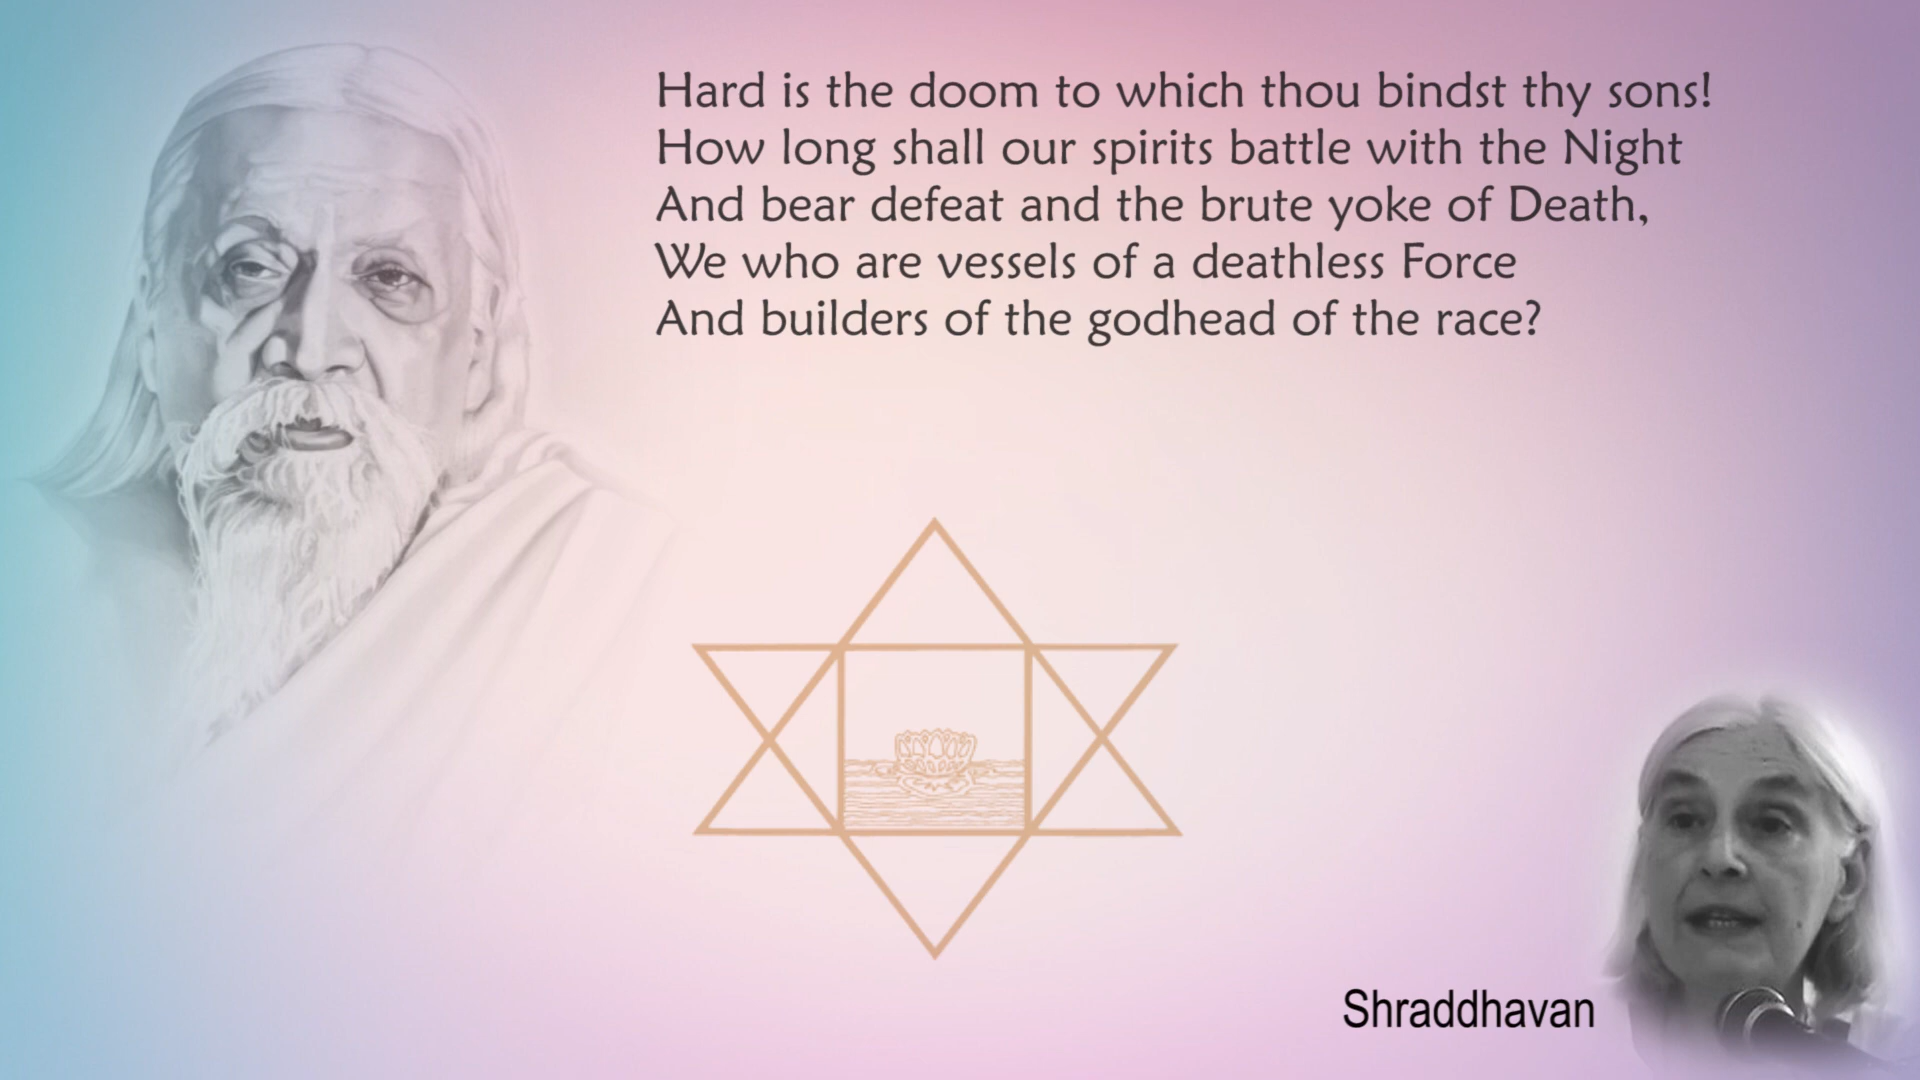 Hard is the doom to which thou bindst thy sons!
How long shall our spirits battle with the Night
And bear defeat and the brute yoke of Death,
We who are vessels of a deathless Force
And builders of the godhead of the race?
Shraddhavan